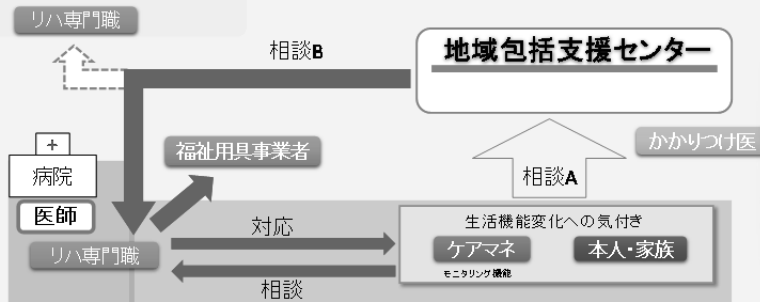 リハ専門職
相談B
地域包括支援センター
+
病院
医師
福祉用具事業者
かかりつけ医
相談A
生活機能変化への気付き
対応
ケアマネ
本人・家族
リハ専門職
モニタリング機能
相談